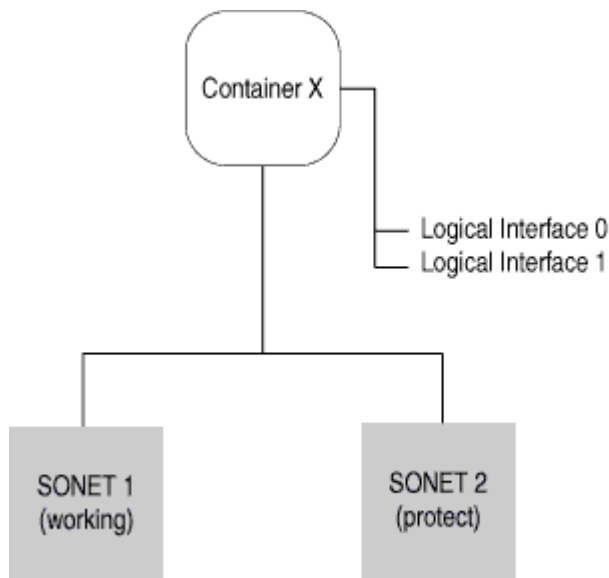 Container X
Logical Interface 0
Logical Interface 1
SONET 1
(working)
SONET 2
(protect)